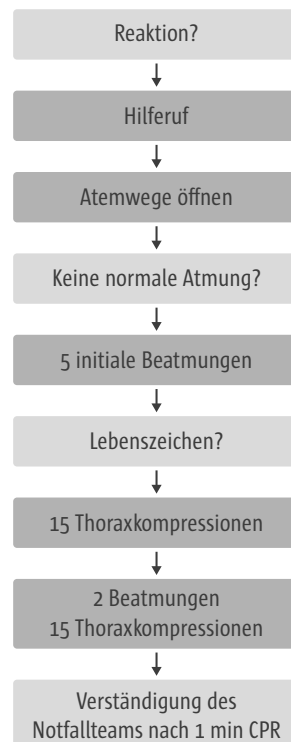 Reaktion?
Hilferuf
Atemwege öffnen
Keine normale Atmung?
5 initiale Beatmungen
Lebenszeichen?
15 Thoraxkompressionen
2 Beatmungen
15 Thoraxkompressionen
Verständigung des
Notfallteams nach 1 min CPR